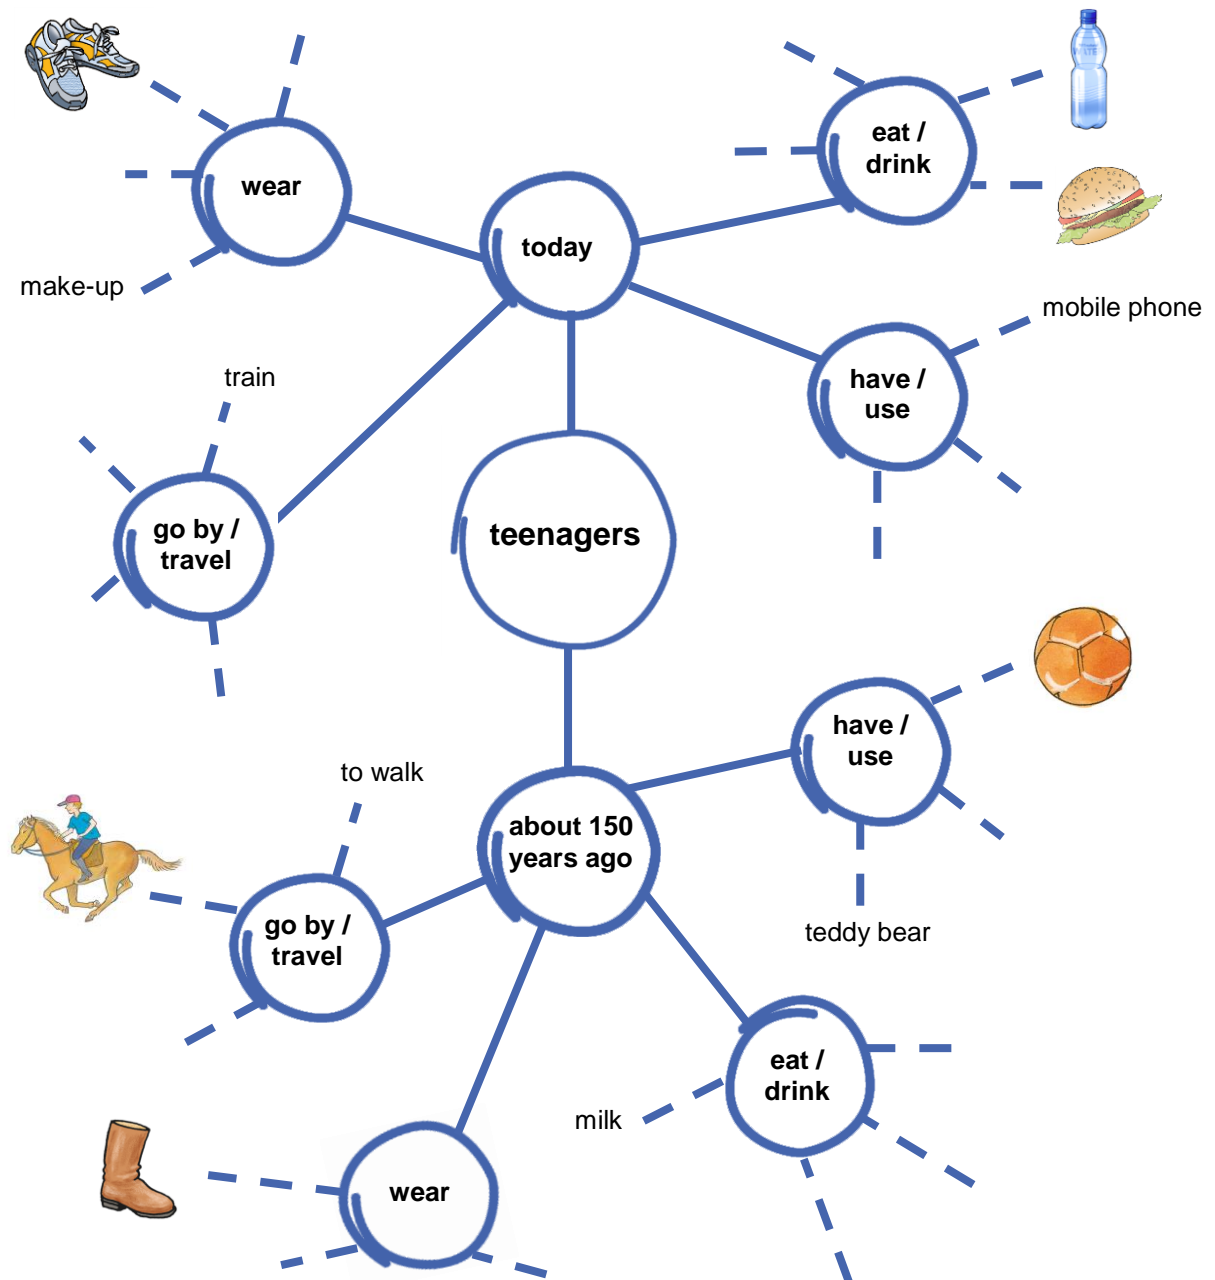 eat /
drink
wear
today
make-up
mobile phone
train
have /
use
go by /
travel
teenagers
have /
use
to walk
about 150
years ago
go by /
travel
teddy bear
eat /
drink
milk
wear